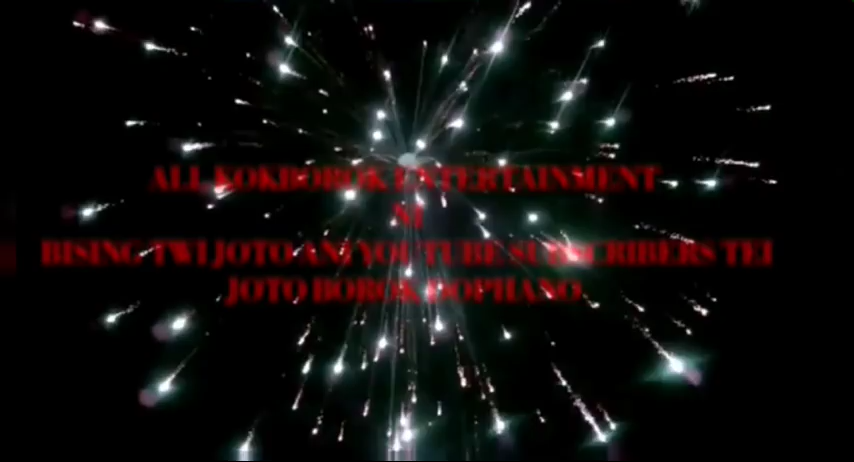 ALL KOKBOROK ENTERTAINMENT
NI
BISING TWI JOTO ANI YOUTUBE SUBSCRIBERS TEI
JOTO BOROK DOPHANO